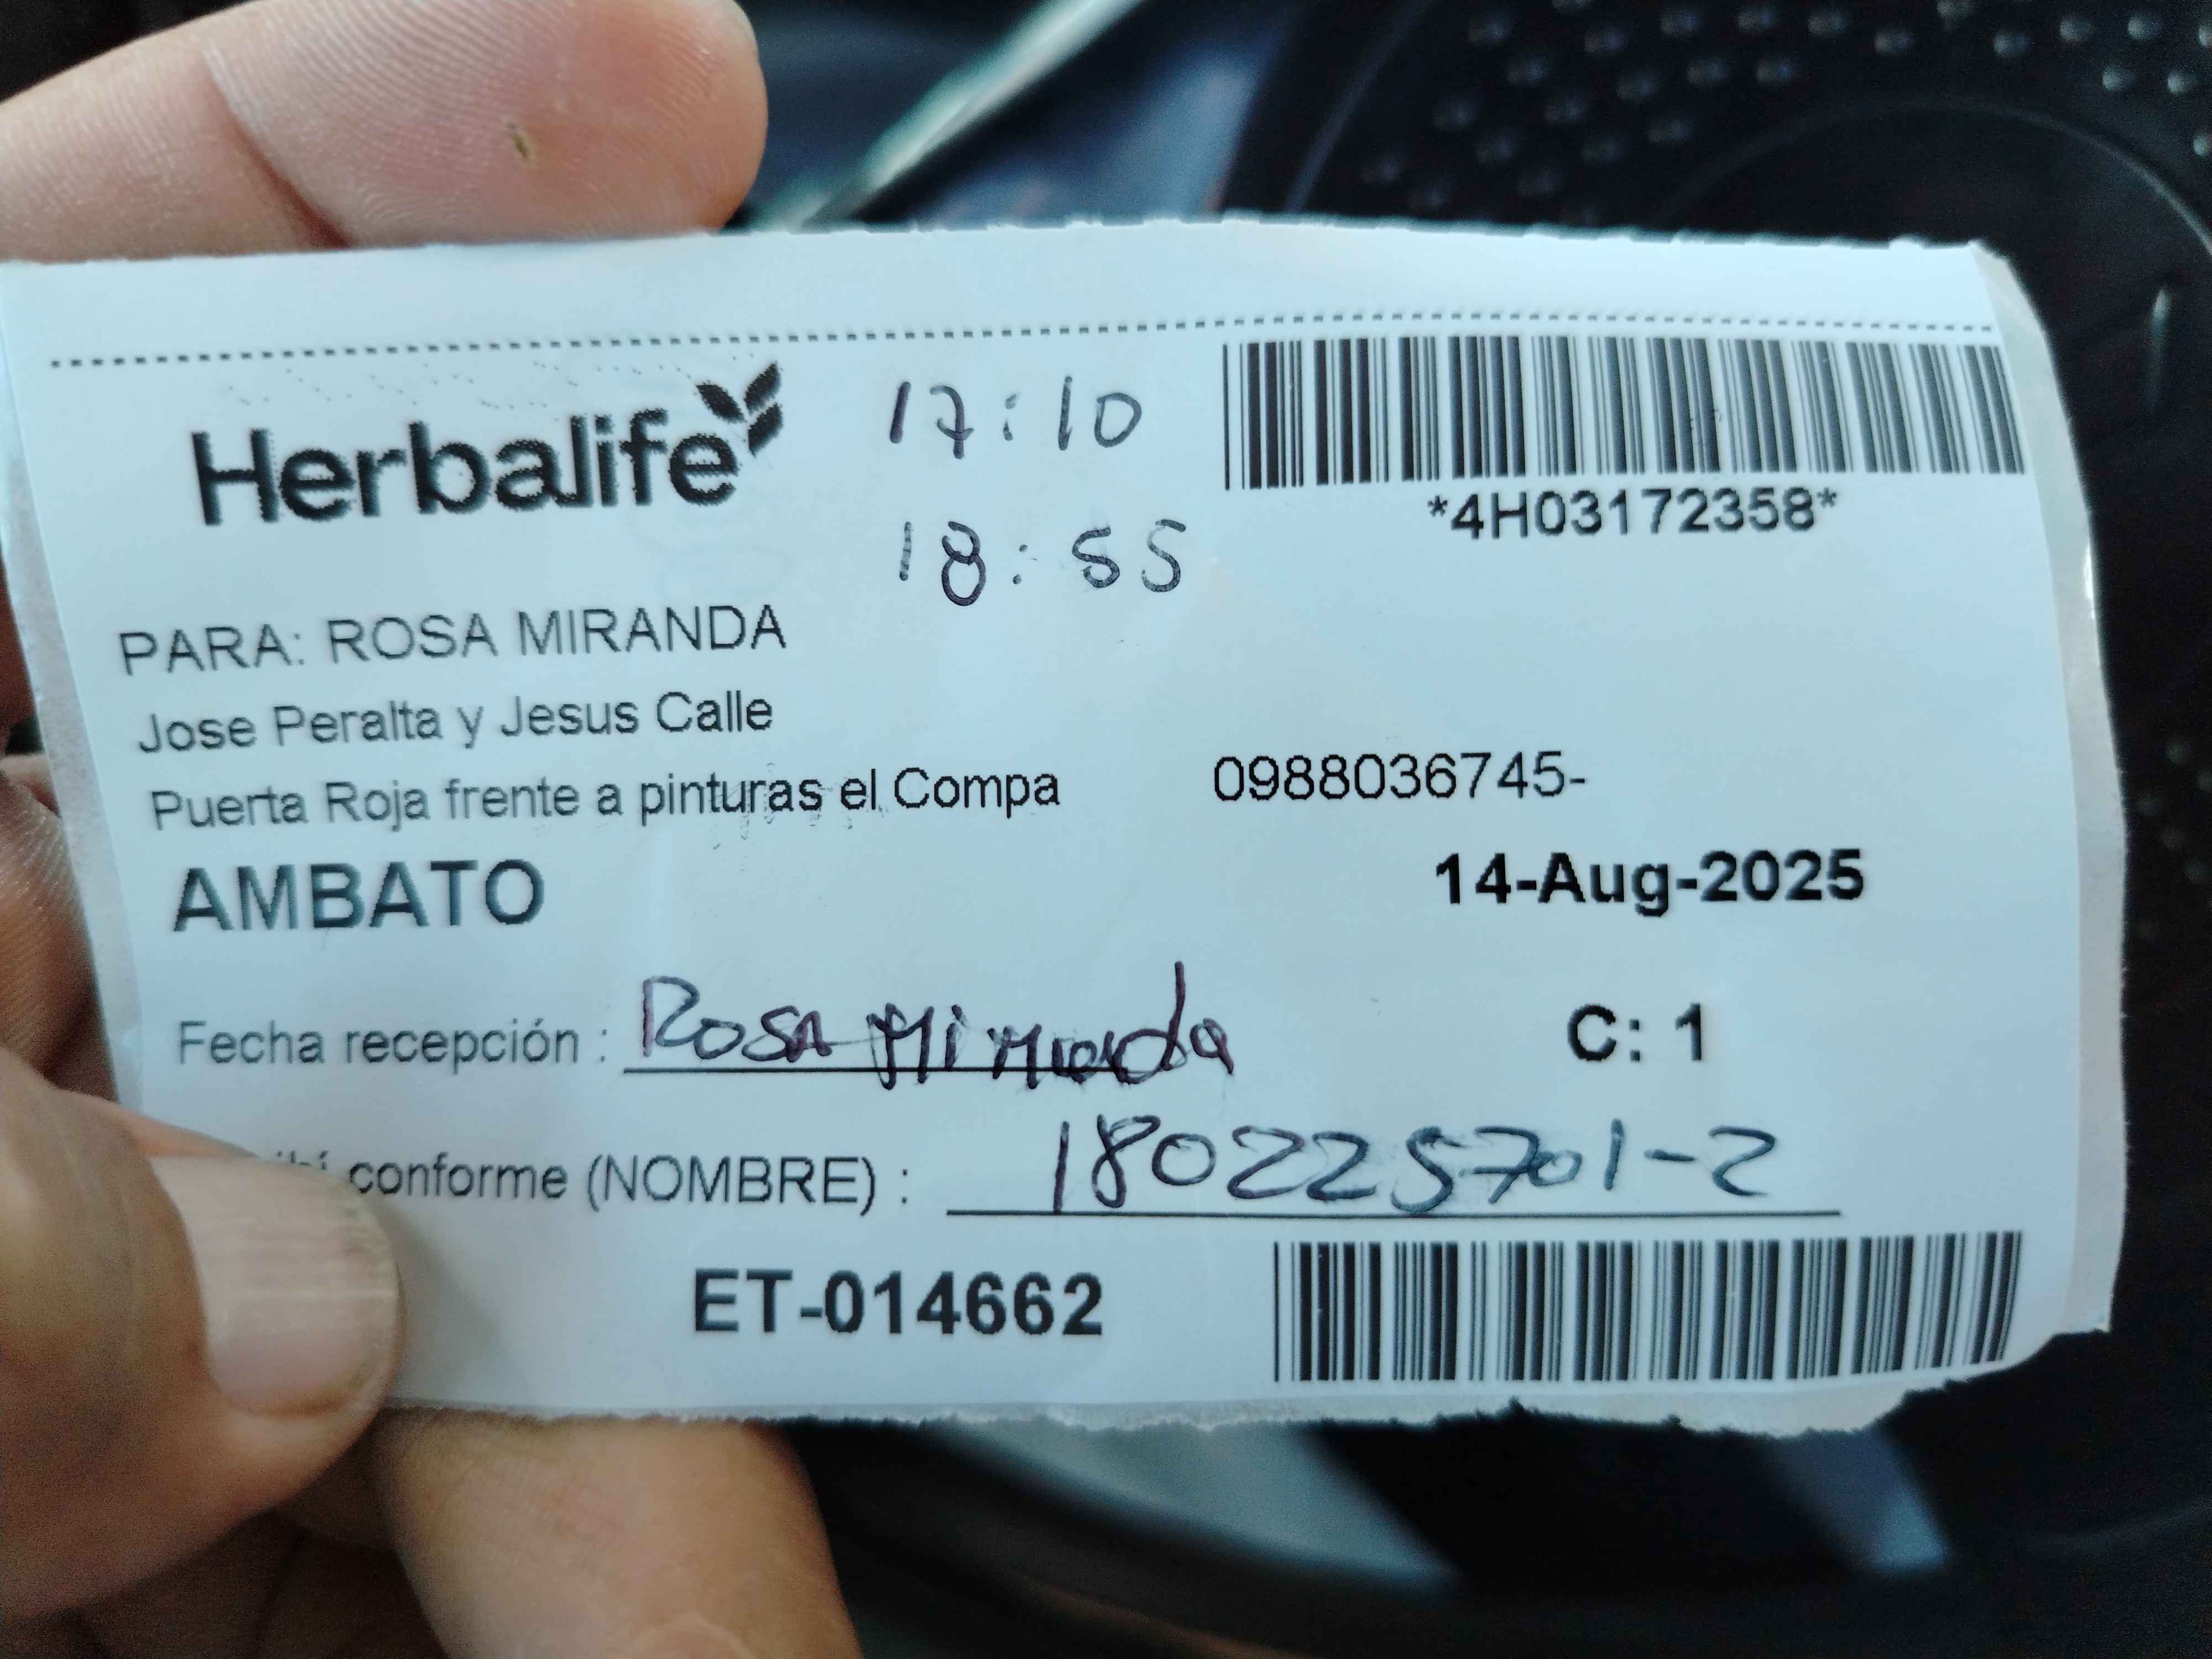 Herbalife
17:10
18:55
*4H03172358*
PARA: ROSA MIRANDA
Jose Peralta y Jesus Calle
Puerta Roja frente a pinturas el Compa 0988036745-
AMBATO 14-Aug-2025
Fecha recepción : Rosa Miranda C: 1
conforme (NOMBRE) : 180225701-2
ET-014662